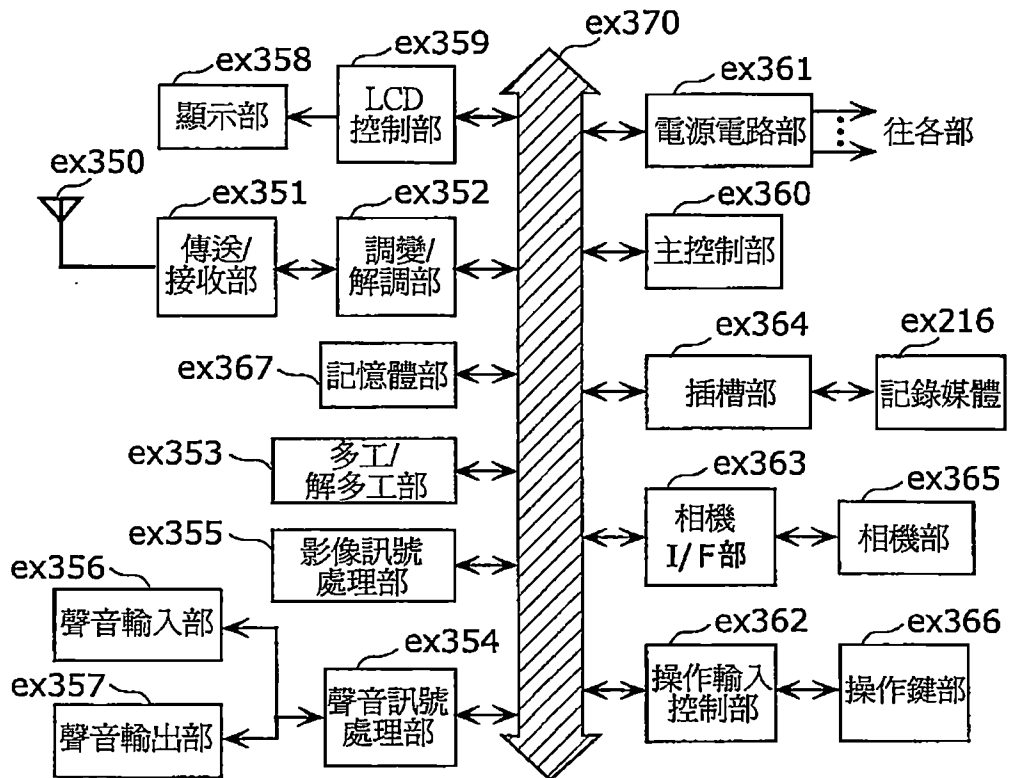 ex370
ex359
ex358
ex361
LCD
控制部
顯示部
電源電路部
往各部
ex350
ex351
ex352
ex360
傳送/
接收部
調變/
解調部
主控制部
ex364
ex216
ex367
記憶體部
插槽部
記錄媒體
ex353
多工/
解多工部
ex363
ex365
ex355
影像訊號
處理部
相機
I/F部
相機部
ex356
聲音輸入部
ex354
ex362
ex366
ex357
聲音輸出部
聲音訊號
處理部
操作輸入
控制部
操作鍵部